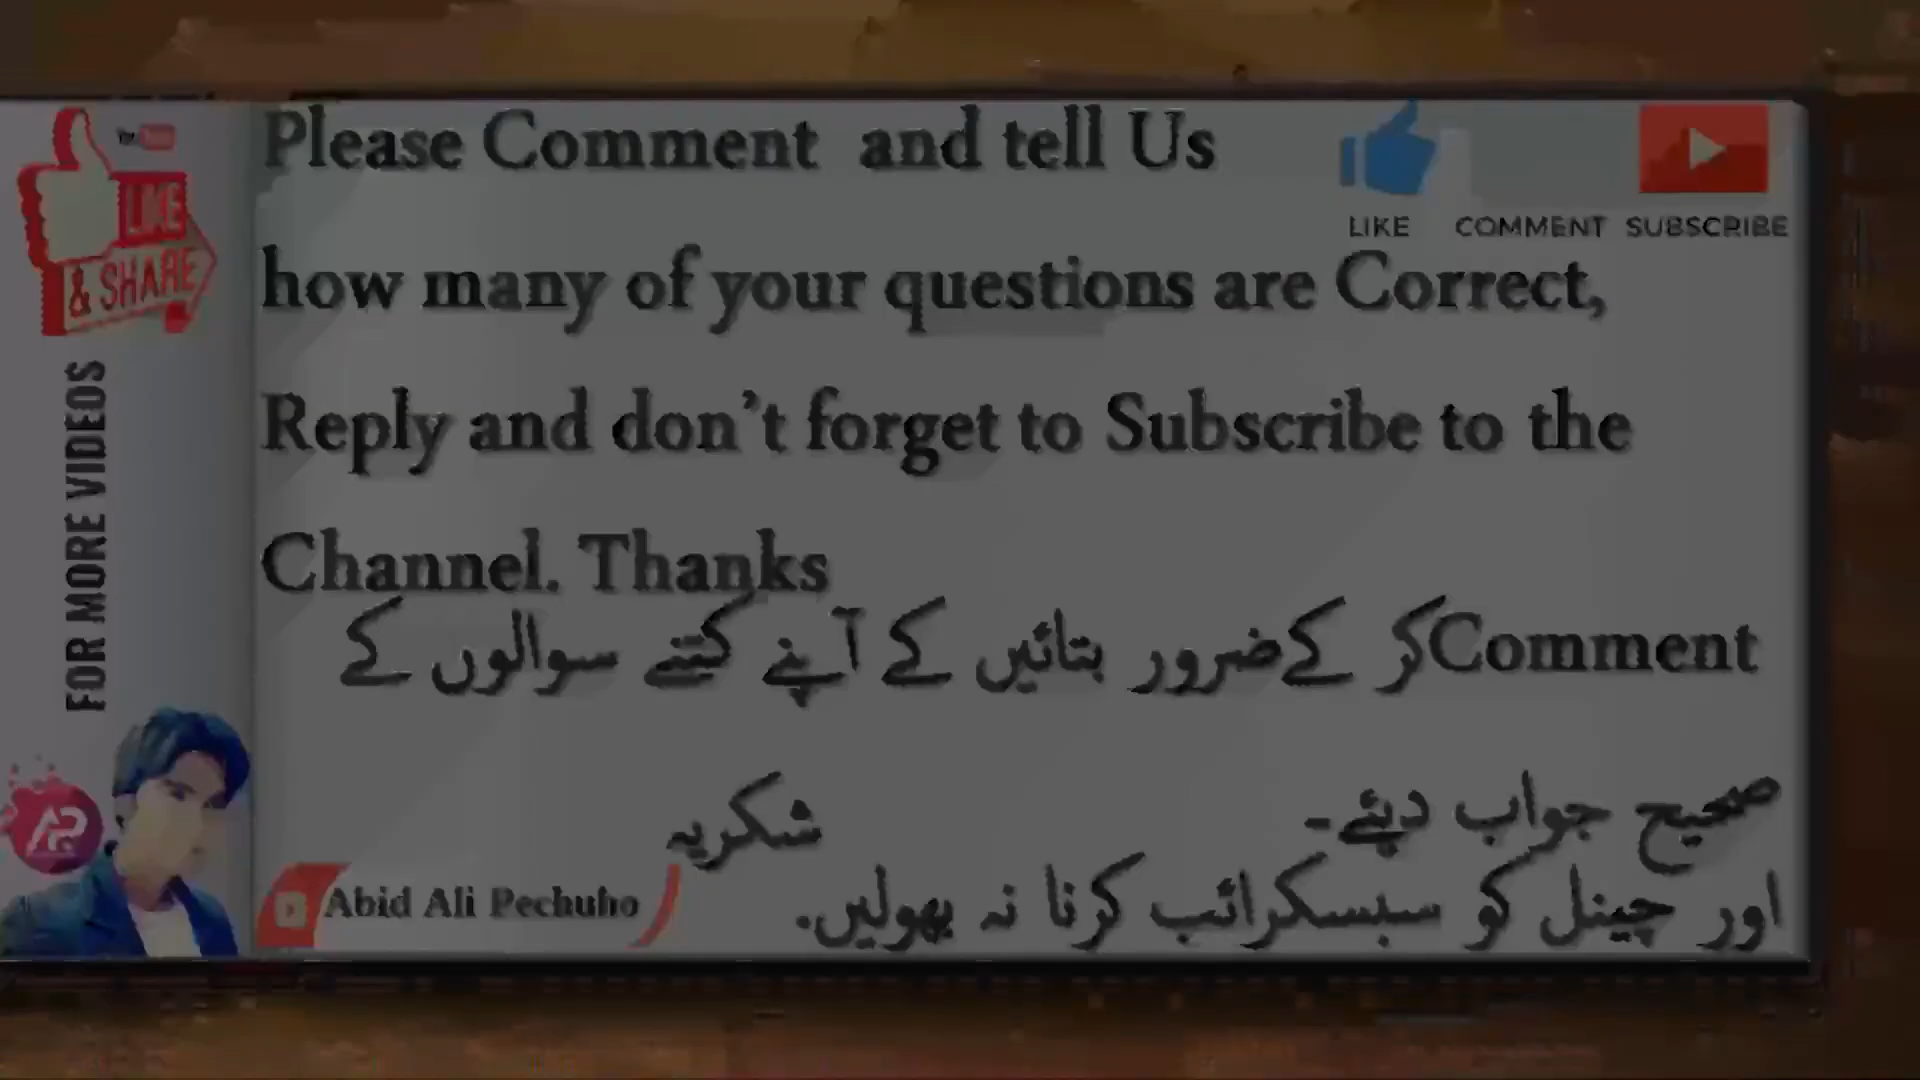 LIKE
& SHARE
FOR MORE VIDEOS
Please Comment and tell Us
LIKE COMMENT SUBSCRIBE
how many of your questions are Correct,
Reply and don't forget to Subscribe to the
Channel. Thanks
Commentکر کےضرور بتائیں کے آپنے کتنے سوالوں کے
صحیح جواب دیئے۔
شکریہ
اور چینل کو سبسکرائب کرنا نہ بھولیں.
Abid Ali Pechuho
AP